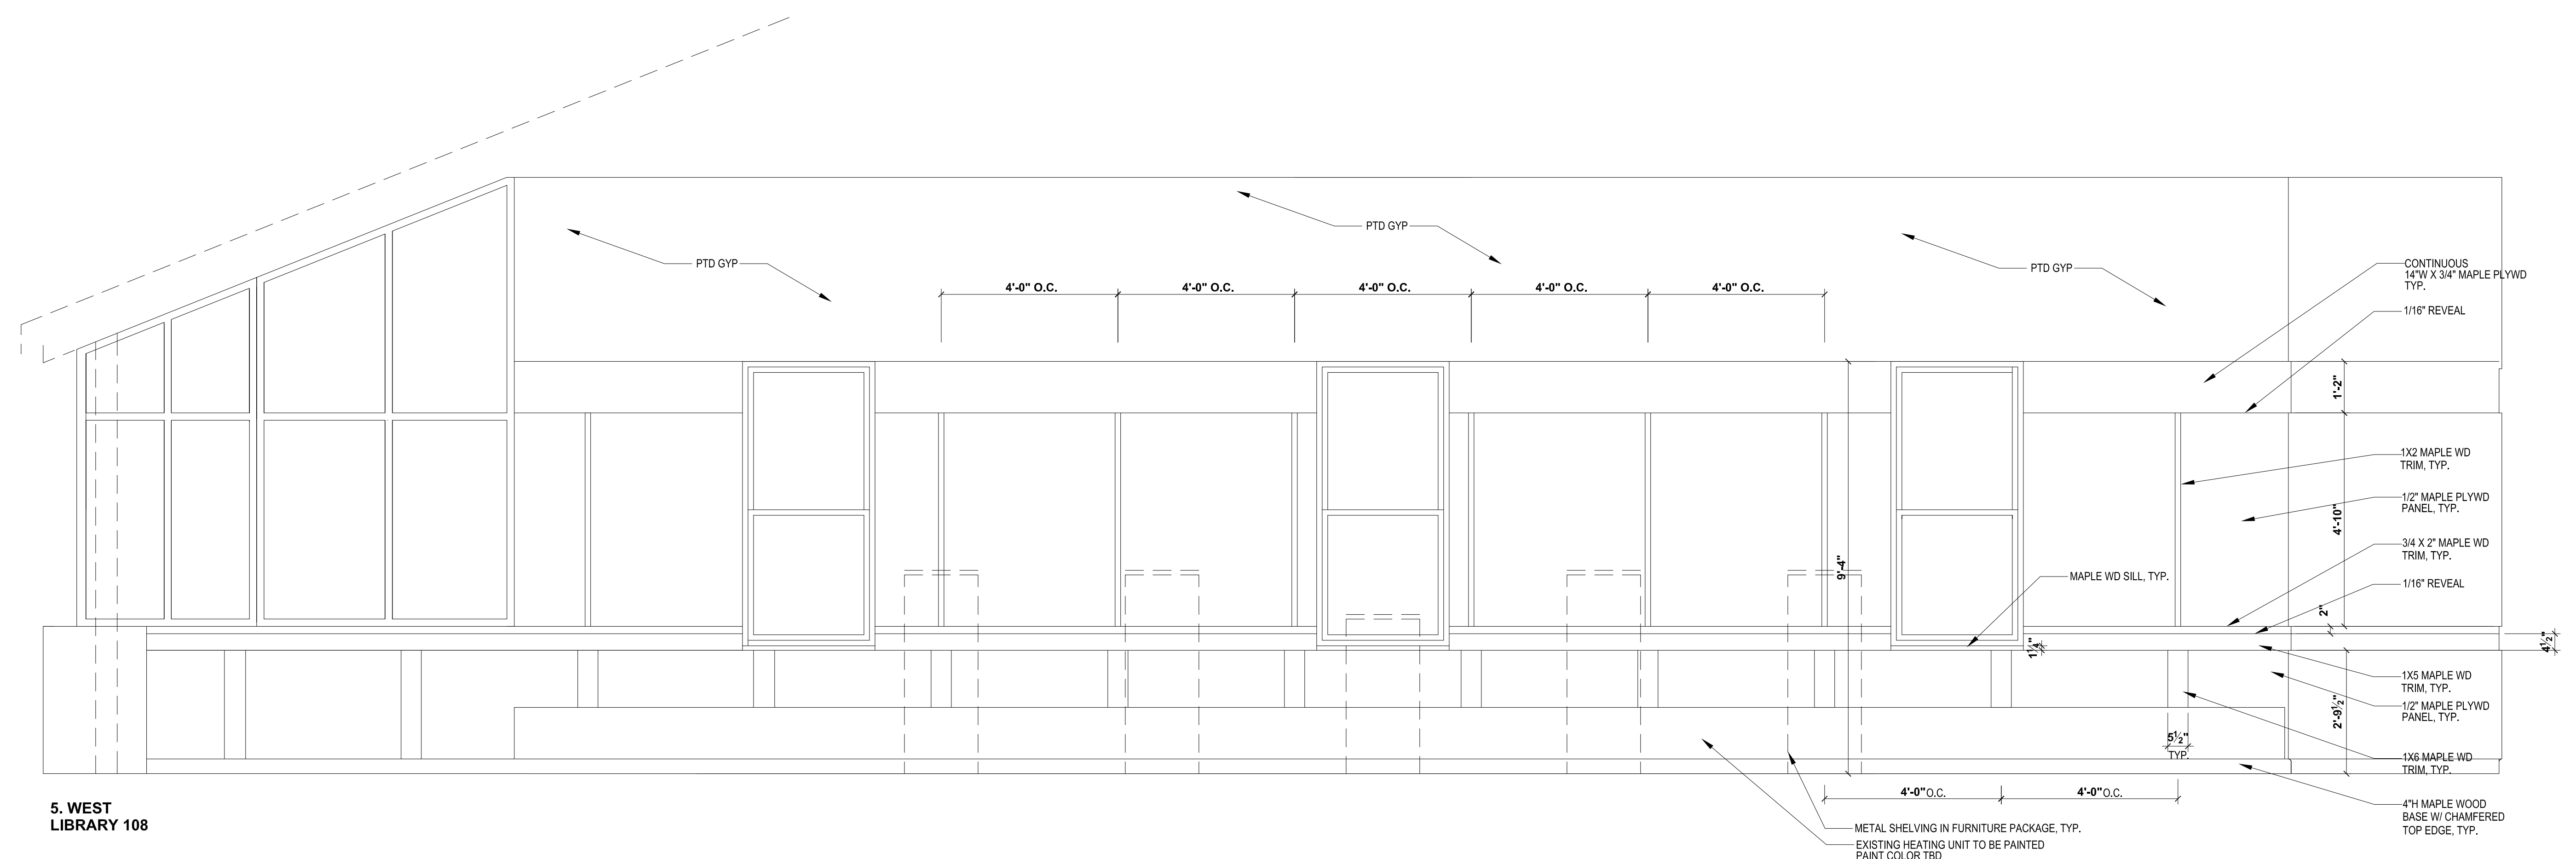 PTD GYP
PTD GYP
PTD GYP
4'-0" O.C.
4'-0" O.C.
4'-0" O.C.
4'-0" O.C.
4'-0" O.C.
CONTINUOUS
14"W X 3/4" MAPLE PLYWD
TYP.
1/16" REVEAL
1'-2"
1X2 MAPLE WD
TRIM, TYP.
1/2" MAPLE PLYWD
PANEL, TYP.
4'-10"
3/4 X 2" MAPLE WD
TRIM, TYP.
9'-4"
MAPLE WD SILL, TYP.
1/16" REVEAL
2"
4½"
1¼"
1X5 MAPLE WD
TRIM, TYP.
1/2" MAPLE PLYWD
PANEL, TYP.
2'-9½"
5½"
TYP.
1X6 MAPLE WD
TRIM, TYP.
4'-0"O.C.
4'-0"O.C.
4"H MAPLE WOOD
BASE W/ CHAMFERED
TOP EDGE, TYP.
METAL SHELVING IN FURNITURE PACKAGE, TYP.
EXISTING HEATING UNIT TO BE PAINTED
PAINT COLOR TBD
5. WEST
LIBRARY 108